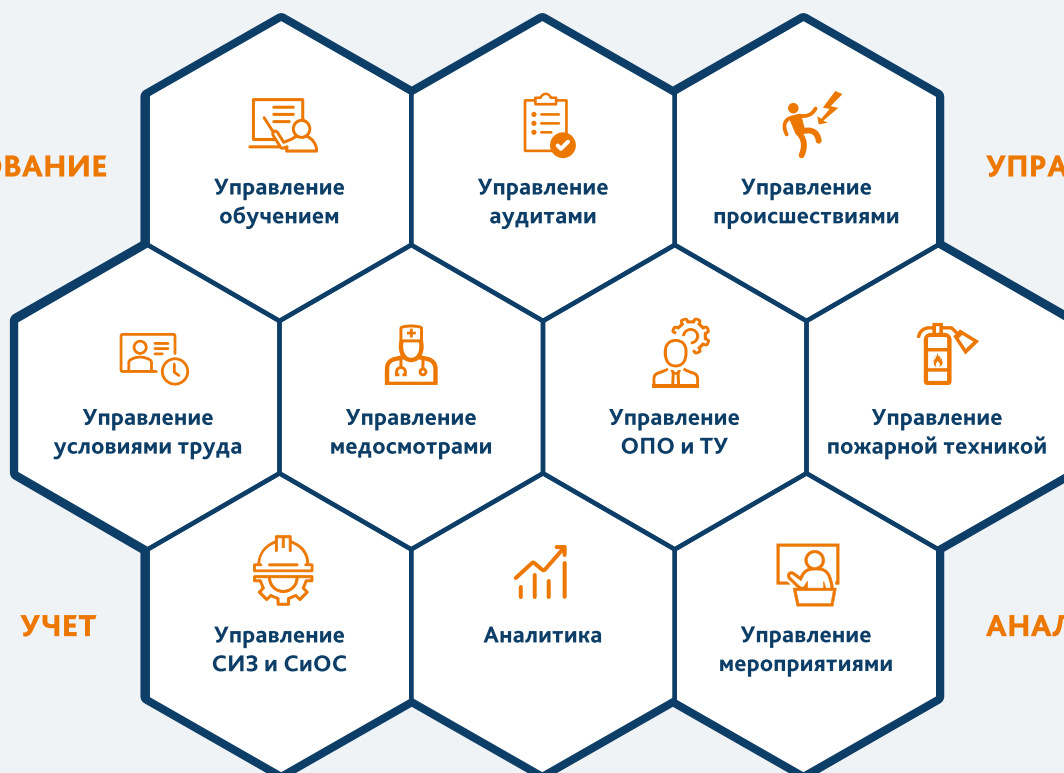 ОВАНИЕ
УПРА
Управление
обучением
Управление
аудитами
Управление
происшествиями
Управление
условиями труда
Управление
медосмотрами
Управление
ОПО и ТУ
Управление
пожарной техникой
УЧЕТ
АНАЛ
Управление
СИЗ и СиОС
Аналитика
Управление
мероприятиями